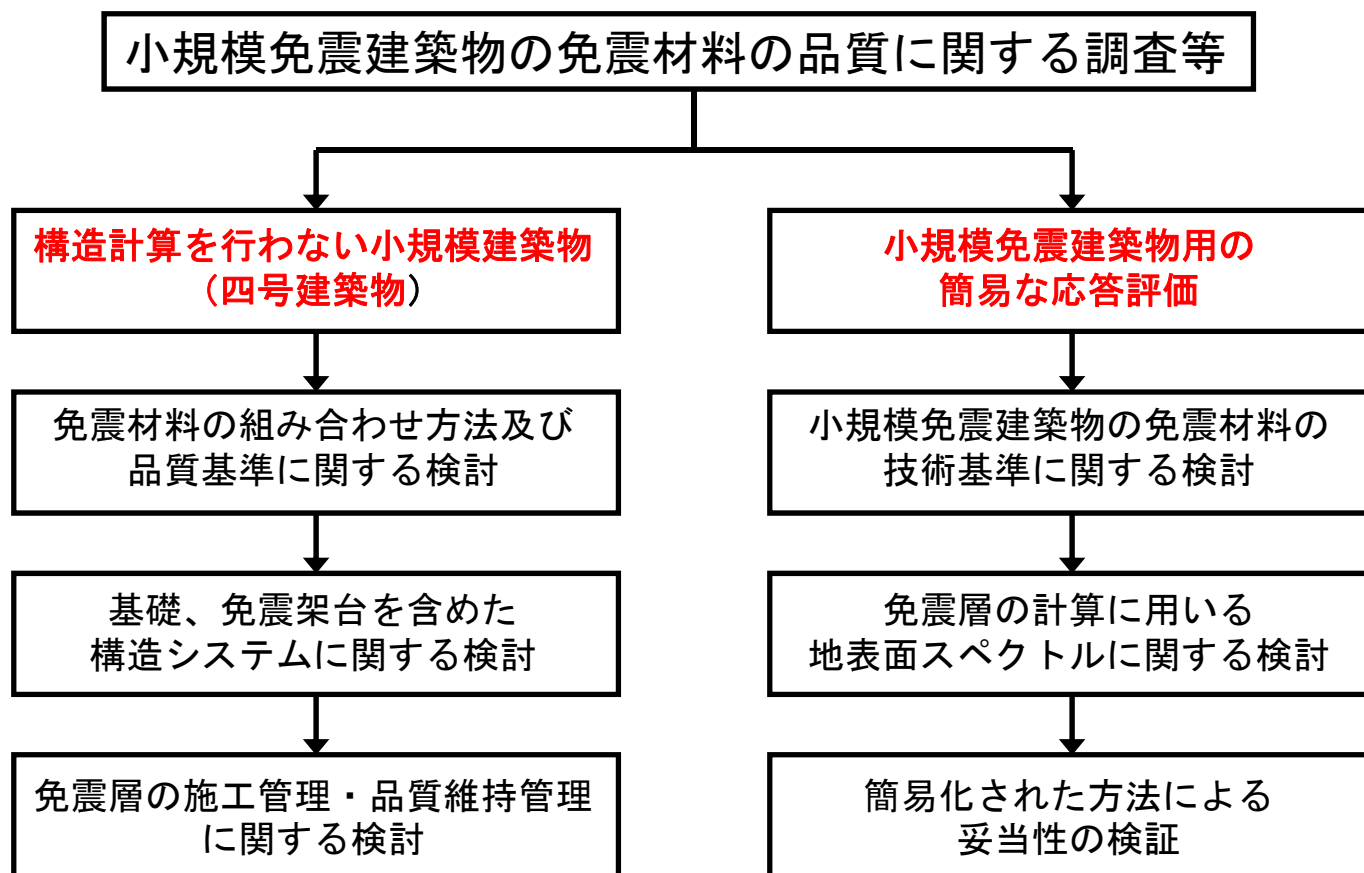 小規模免震建築物の免震材料の品質に関する調査等
構造計算を行わない小規模建築物
（四号建築物）
免震材料の組み合わせ方法及び
品質基準に関する検討
基礎、免震架台を含めた
構造システムに関する検討
免震層の施工管理・品質維持管理
に関する検討
小規模免震建築物用の
簡易な応答評価
小規模免震建築物の免震材料の
技術基準に関する検討
免震層の計算に用いる
地表面スペクトルに関する検討
簡易化された方法による
妥当性の検証